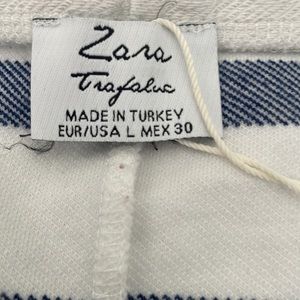 Zara
Trafaluc
MADE IN TURKEY
EUR/USA L MEX 30